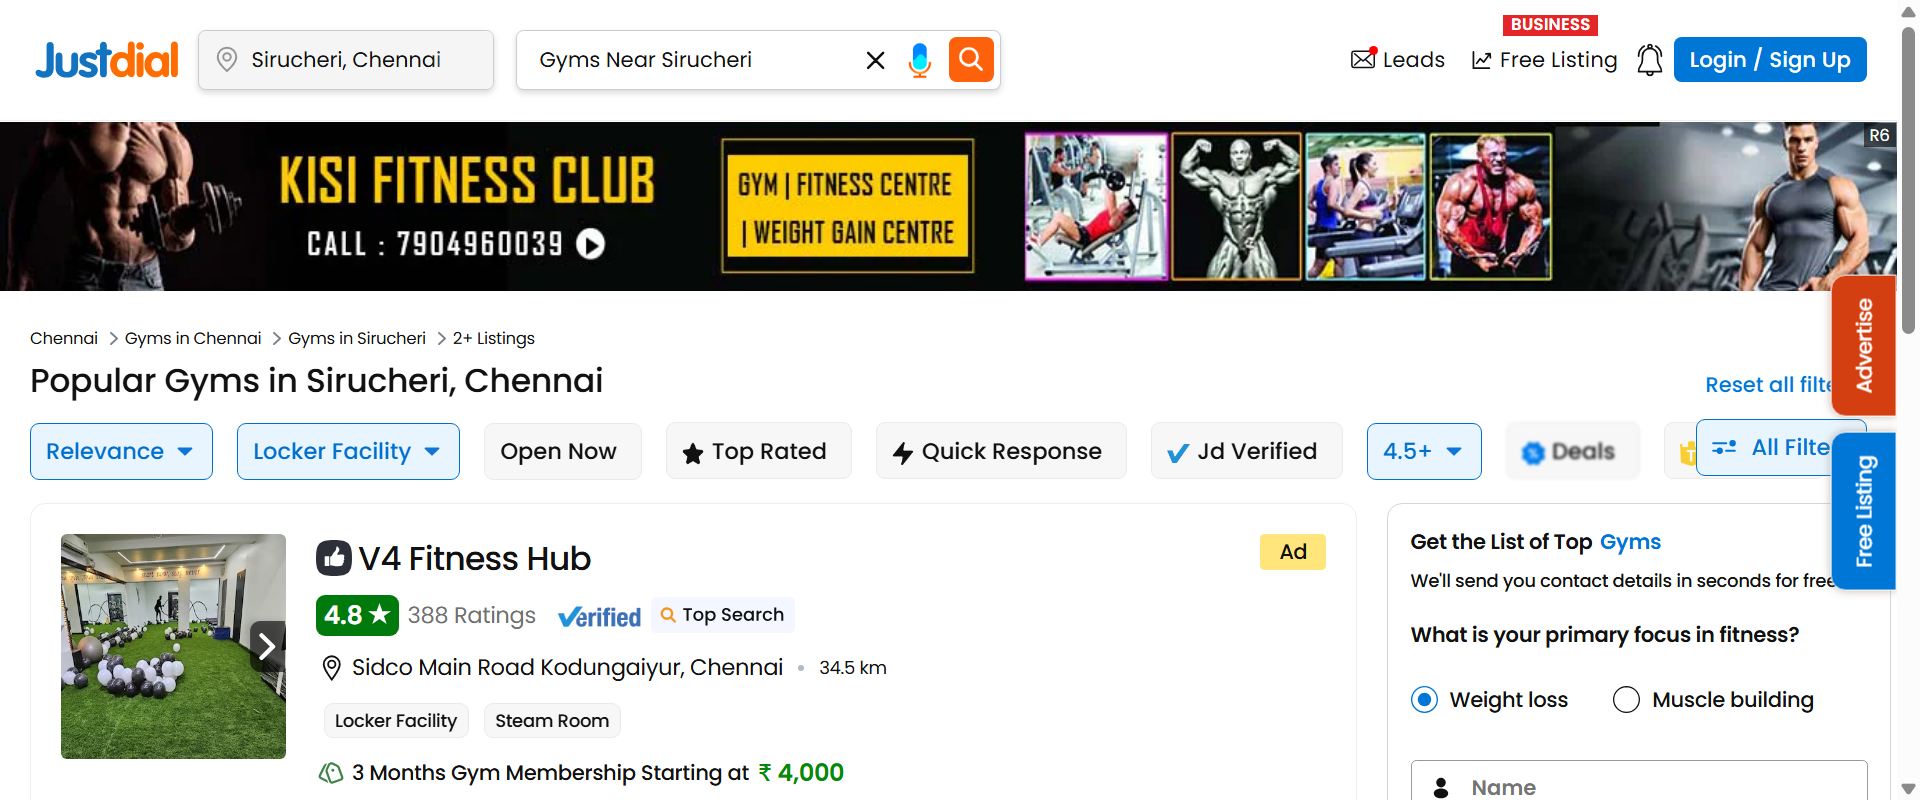 BUSINESS
Justdial
Sirucheri, Chennai
Gyms Near Sirucheri
Leads
Free Listing
Login / Sign Up
R6
KISI FITNESS CLUB
CALL : 7904960039
GYM | FITNESS CENTRE
| WEIGHT GAIN CENTRE
Advertise
Chennai
Gyms in Chennai
Gyms in Sirucheri
2+ Listings
Popular Gyms in Sirucheri, Chennai
Reset all filte
Relevance
Locker Facility
Open Now
Top Rated
Quick Response
Jd Verified
4.5+
Deals
T
All Filte
Free Listing
V4 Fitness Hub
Ad
4.8
388 Ratings
Verified
Top Search
Sidco Main Road Kodungaiyur, Chennai
34.5 km
Locker Facility
Steam Room
3 Months Gym Membership Starting at ₹ 4,000
Get the List of Top Gyms
We'll send you contact details in seconds for free
What is your primary focus in fitness?
Weight loss
Muscle building
Name